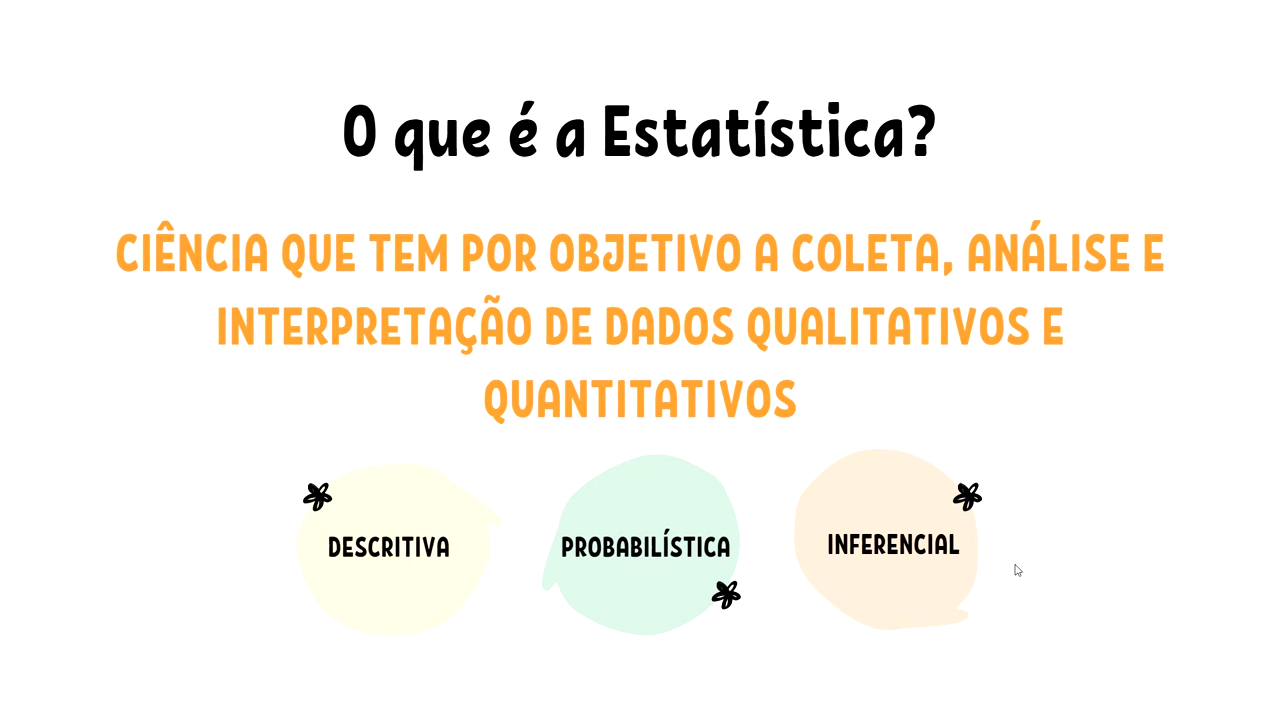 O que é a Estatística?
CIÊNCIA QUE TEM POR OBJETIVO A COLETA, ANÁLISE E
INTERPRETAÇÃO DE DADOS QUALITATIVOS E
QUANTITATIVOS
DESCRITIVA
PROBABILÍSTICA
INFERENCIAL